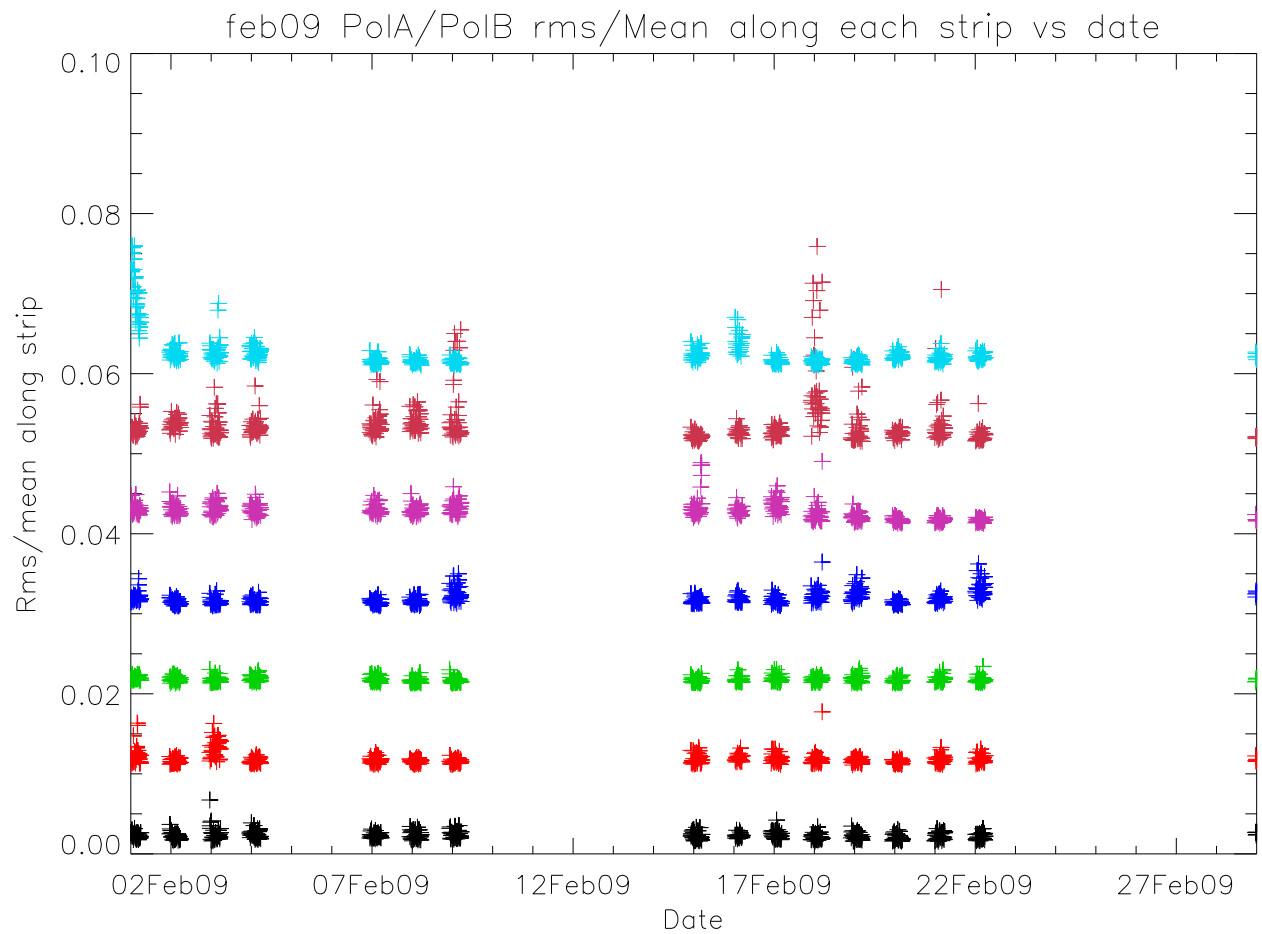 feb09 PolA/PolB rms/Mean along each strip vs date
0.10
0.08
0.06
0.04
0.02
0.00
Rms/mean along strip
02Feb09 07Feb09 12Feb09 17Feb09 22Feb09 27Feb09
Date